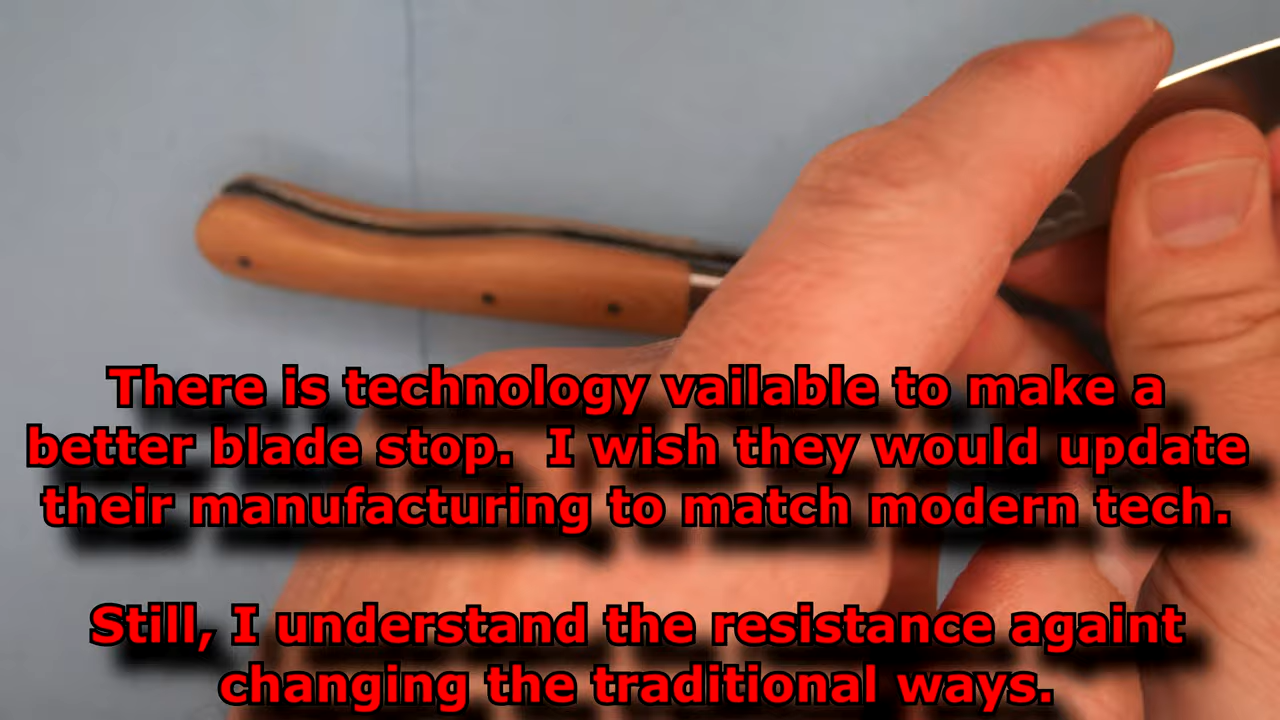 There is technology vailable to make a
better blade stop.  I wish they would update
their manufacturing to match modern tech.
Still, I understand the resistance againt
changing the traditional ways.